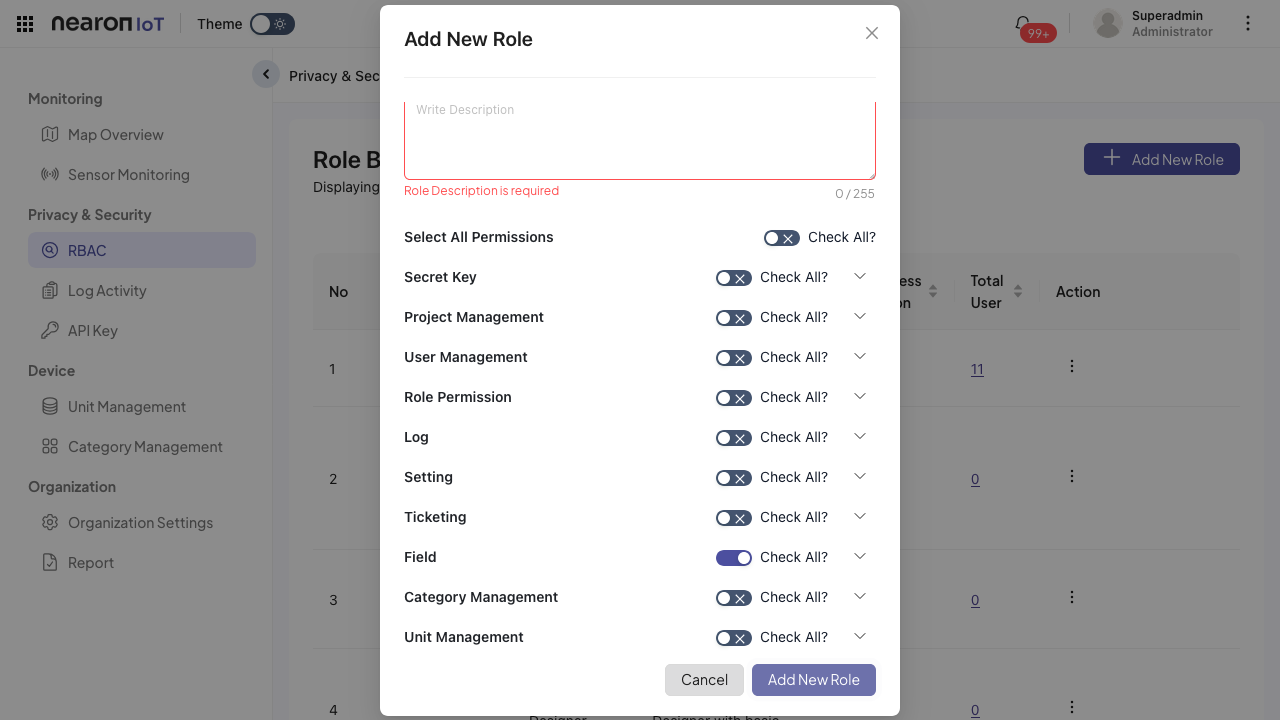 nearon IoT
Theme
99+
Superadmin
Administrator
Add New Role
Privacy & Sec
Monitoring
Map Overview
Sensor Monitoring
Privacy & Security
RBAC
Log Activity
API Key
Device
Unit Management
Category Management
Organization
Organization Settings
Report
Role B
Displaying
Add New Role
Write Description
Role Description is required
0 / 255
Select All Permissions
Check All?
Secret Key
Check All?
Project Management
Check All?
User Management
Check All?
Role Permission
Check All?
Log
Check All?
Setting
Check All?
Ticketing
Check All?
Field
Check All?
Category Management
Check All?
Unit Management
Check All?
Cancel
Add New Role
No
ess
on
Total
User
Action
1
11
2
0
3
0
4
Designer
Designer with basic
0